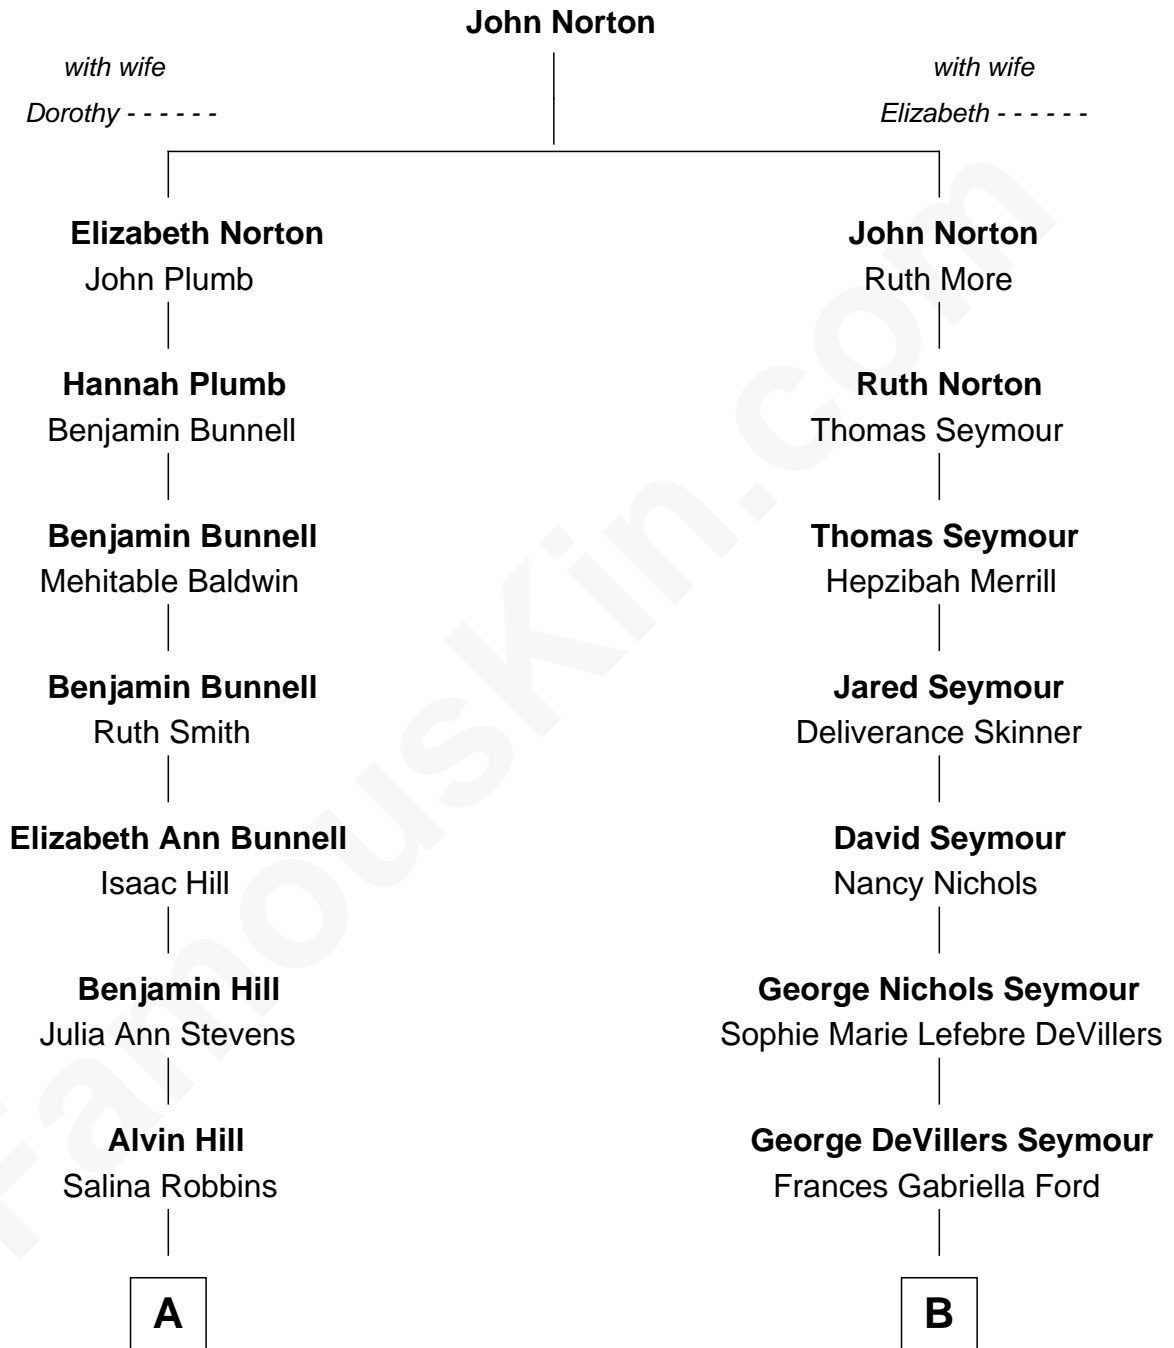 John Norton
with wife
Dorothy - - - - - -
with wife
Elizabeth - - - - - -
Elizabeth Norton
John Plumb
John Norton
Ruth More
Hannah Plumb
Benjamin Bunnell
Ruth Norton
Thomas Seymour
Benjamin Bunnell
Mehitable Baldwin
Thomas Seymour
Hepzibah Merrill
Benjamin Bunnell
Ruth Smith
Jared Seymour
Deliverance Skinner
Elizabeth Ann Bunnell
Isaac Hill
David Seymour
Nancy Nichols
Benjamin Hill
Julia Ann Stevens
George Nichols Seymour
Sophie Marie Lefebre DeVillers
Alvin Hill
Salina Robbins
George DeVillers Seymour
Frances Gabriella Ford
A
B
FamousKin.com